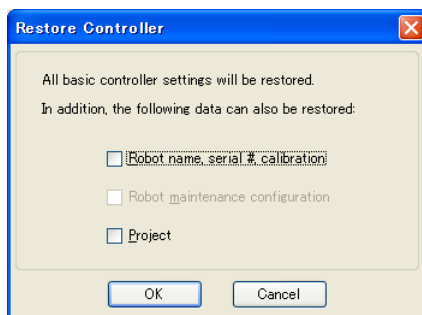 Restore Controller
All basic controller settings will be restored.
In addition, the following data can also be restored:
Robot name, serial #, calibration
Robot maintenance configuration
Project
OK
Cancel